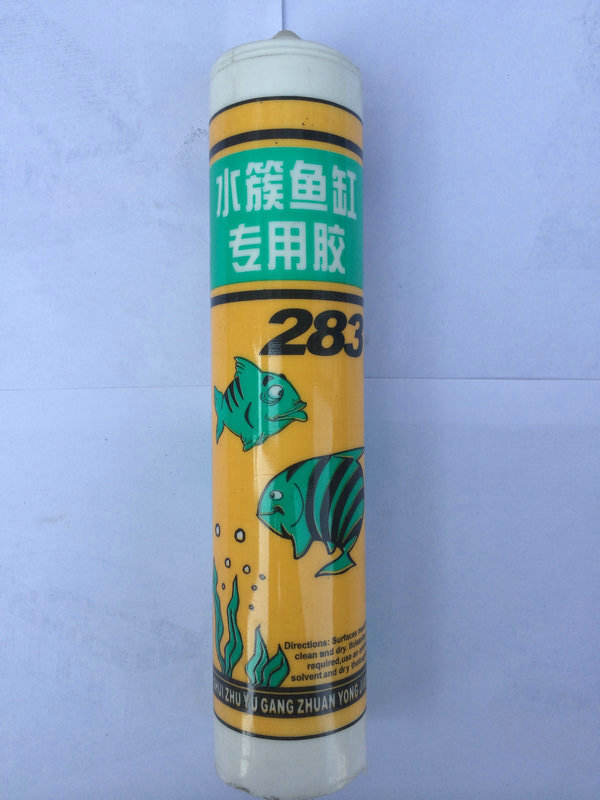 水簇鱼缸
专用胶
283
Directions: Surfaces
clean and dry.
required,use an
solvent and dry
ZHU YU GANG ZHUAN YONG